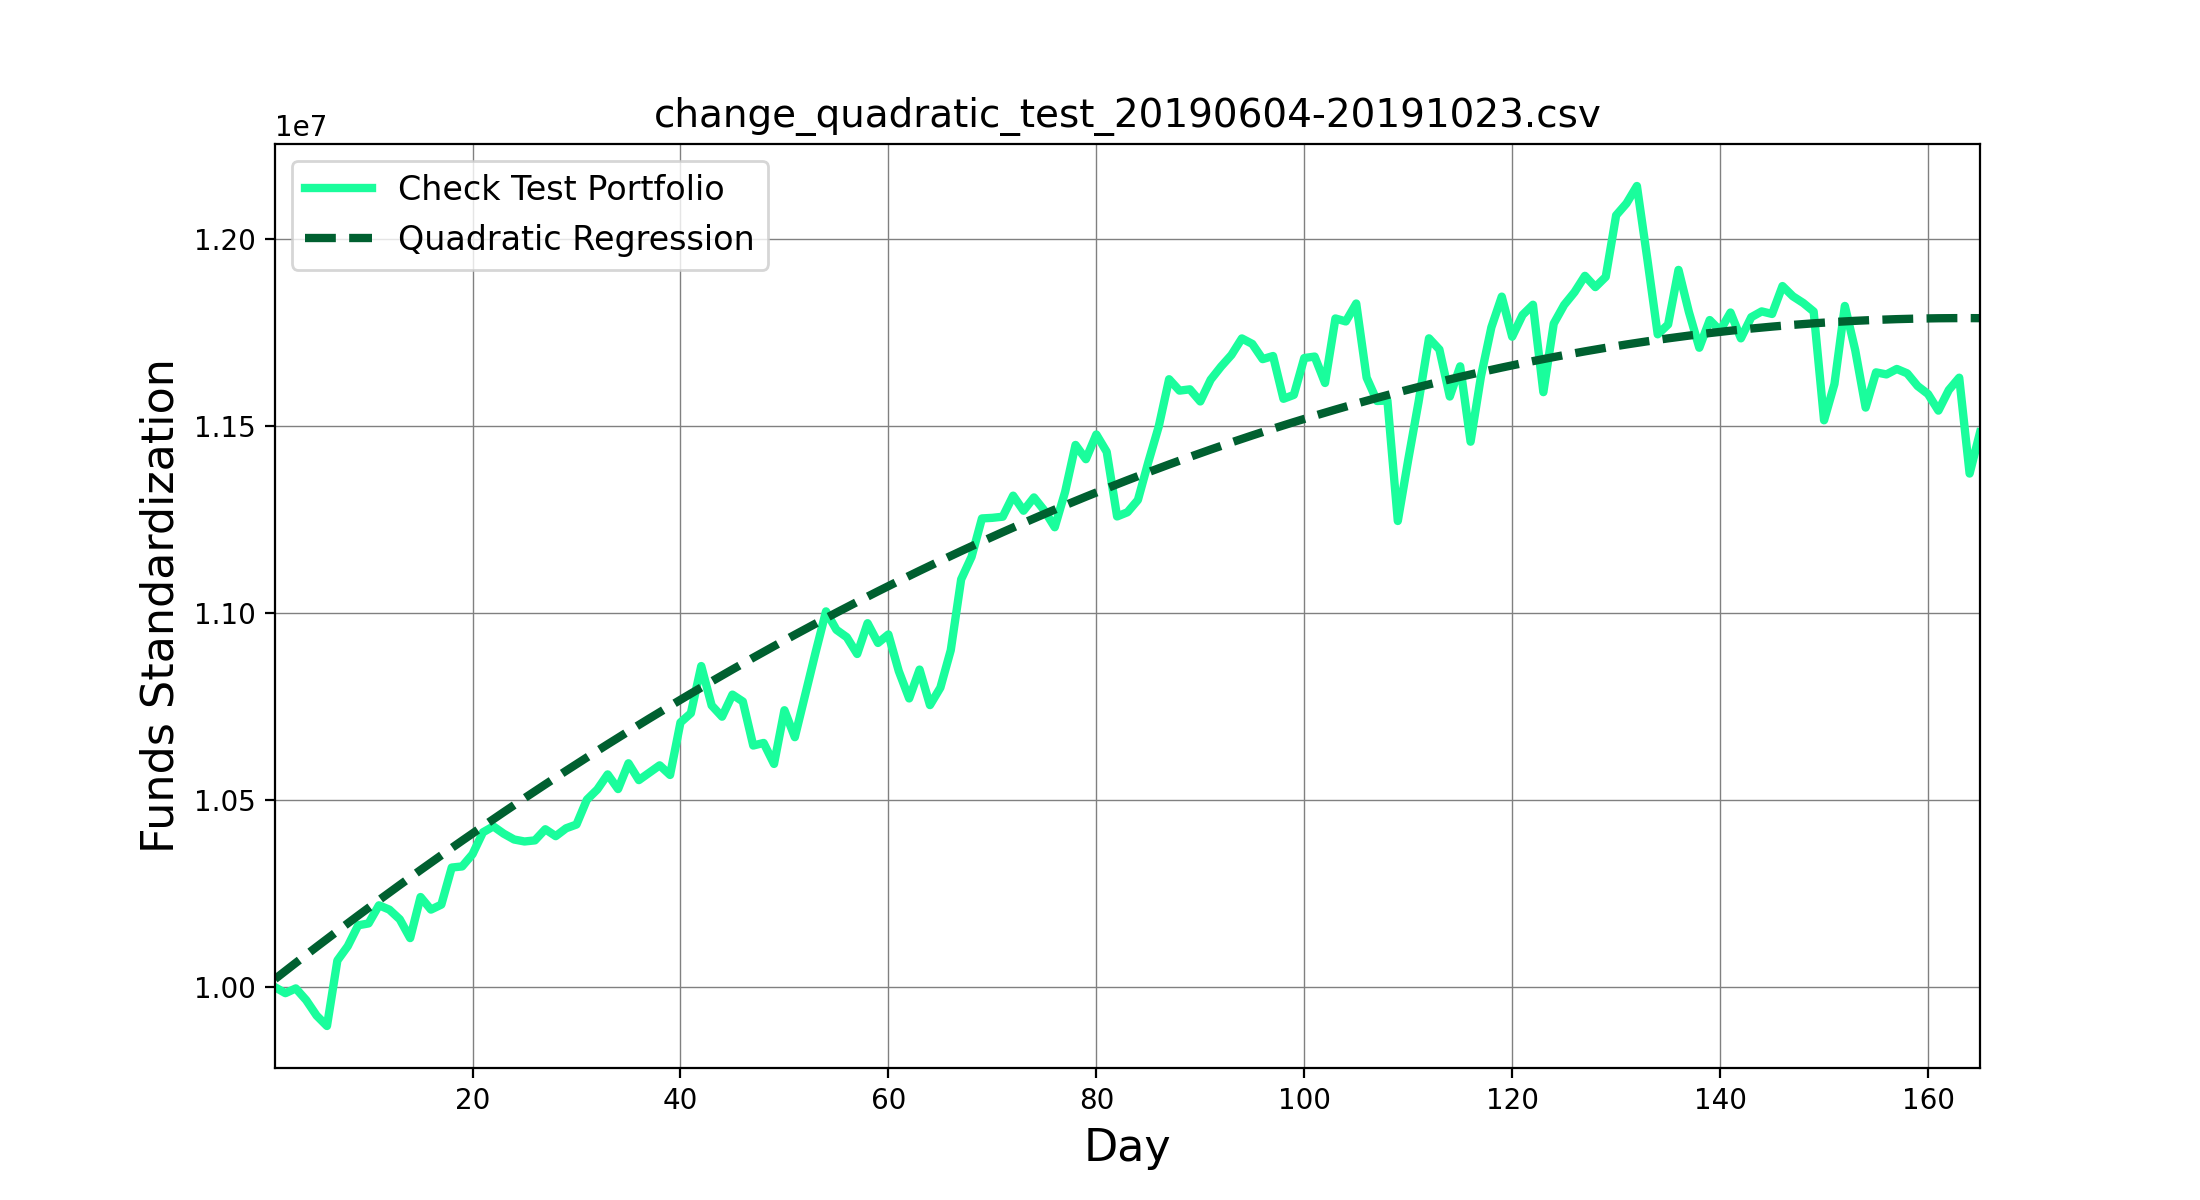 change_quadratic_test_20190604-20191023.csv
1e7
Check Test Portfolio
Quadratic Regression
1.20
1.15
1.10
1.05
1.00
Funds Standardization
20 40 60 80 100 120 140 160
Day